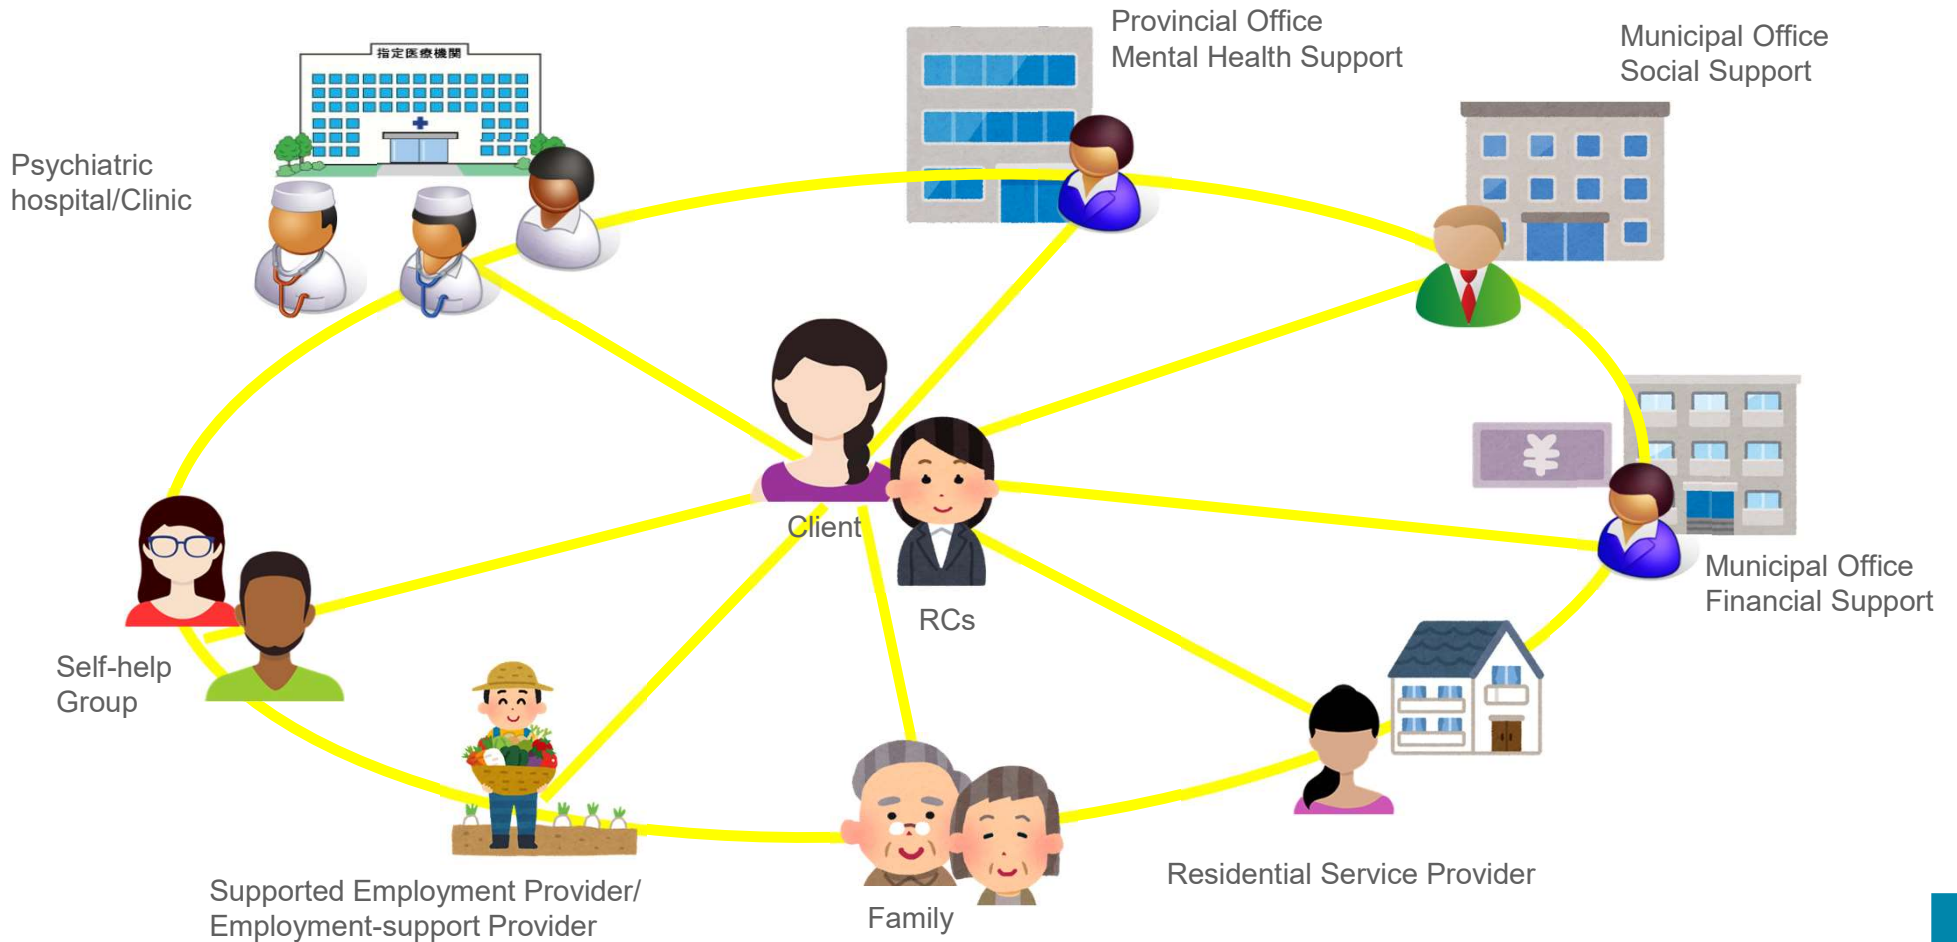 Provincial Office
Mental Health Support
Municipal Office
Social Support
指定医療機関
Psychiatric
hospital/Clinic
¥
Client
Municipal Office
Financial Support
RCs
Self-help
Group
Residential Service Provider
Supported Employment Provider/
Employment-support Provider
Family